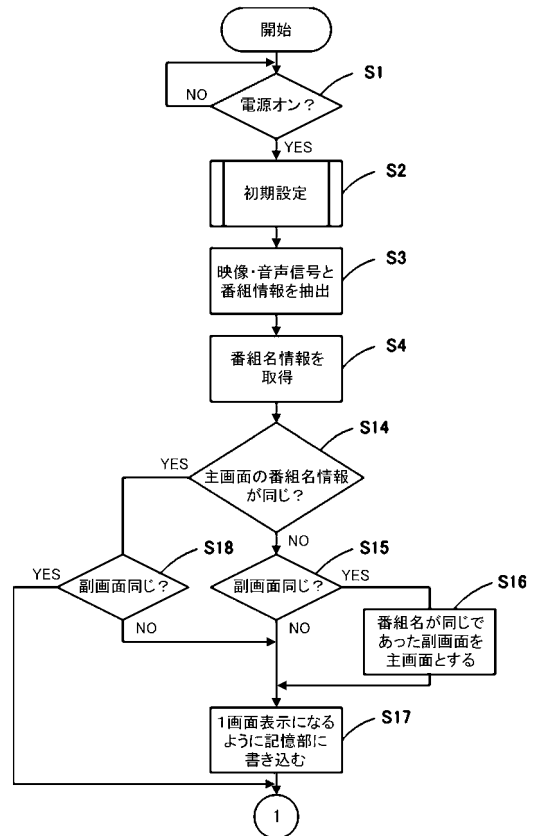 開始
S1
電源オン？
NO
YES
S2
初期設定
S3
映像・音声信号と
番組情報を抽出
S4
番組名情報を
取得
S14
YES
主画面の番組名情報
が同じ？
NO
S18
S15
YES
副画面同じ？
副画面同じ？
YES
S16
NO
NO
番組名が同じで
あった副画面を
主画面とする
S17
1画面表示になる
ように記憶部に
書き込む
1